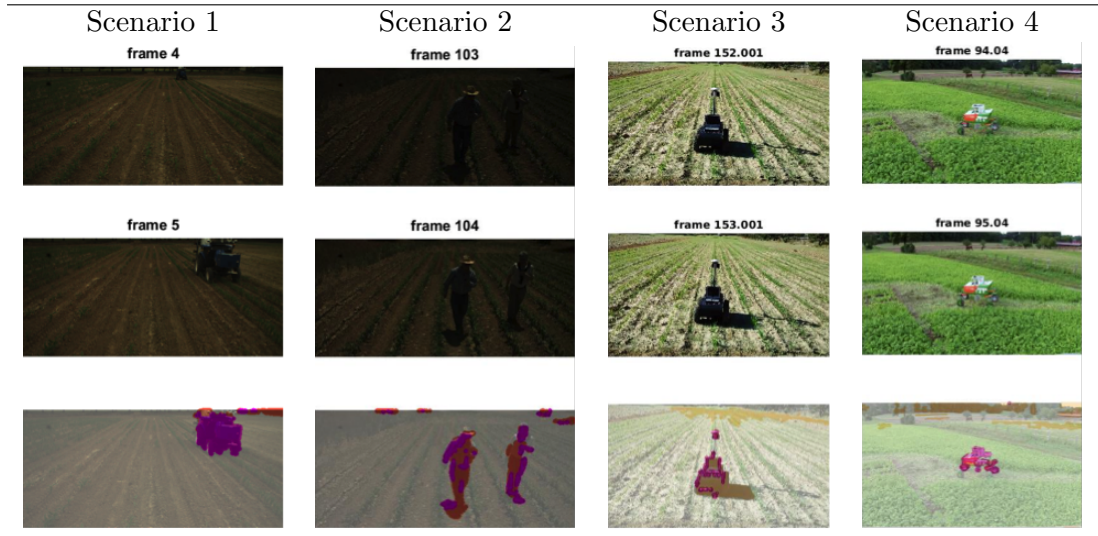 Scenario 1 Scenario 2 Scenario 3 Scenario 4
frame 4 frame 103 frame 152.001 frame 94.04
frame 5 frame 104 frame 153.001 frame 95.04